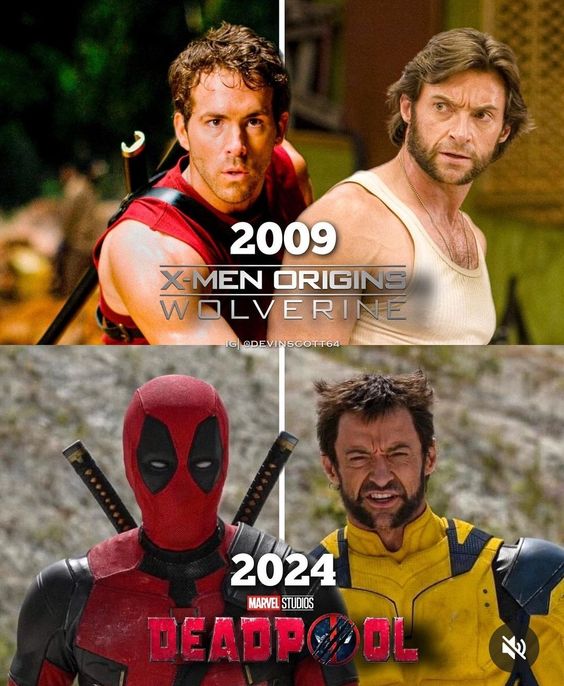 2009
X-MEN ORIGINS
WOLVERINE
IG| @DEVINSCOTT64
2024
MARVEL STUDIOS
DEADPOOL